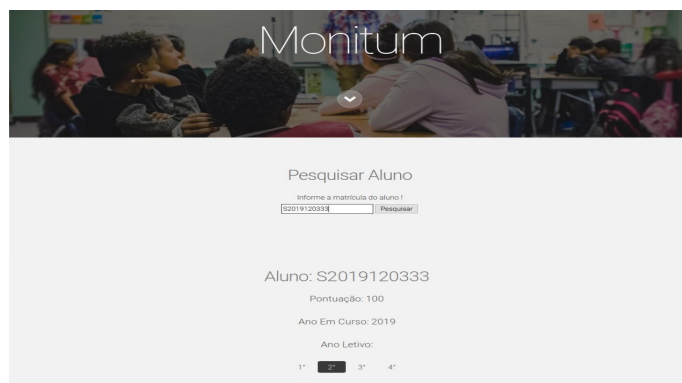 Monitum
Pesquisar Aluno
Informe a matrícula do aluno !
S2019120333 Pesquisar
Aluno: S2019120333
Pontuação: 100
Ano Em Curso: 2019
Ano Letivo:
1° 2° 3° 4°